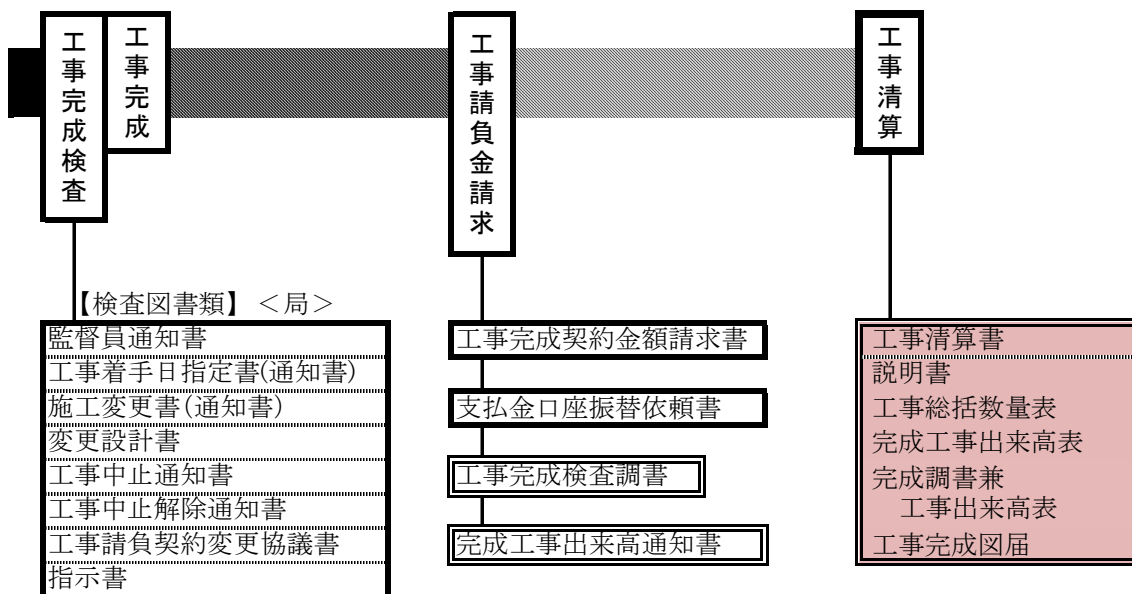 工事完成検査
工事完成
工事請負金請求
工事清算
【検査図書類】＜局＞
監督員通知書
工事着手日指定書(通知書)
施工変更書(通知書)
変更設計書
工事中止通知書
工事中止解除通知書
工事請負契約変更協議書
指示書
工事完成契約金額請求書
支払金口座振替依頼書
工事完成検査調書
完成工事出来高通知書
工事清算書
説明書
工事総括数量表
完成工事出来高表
完成調書兼
工事出来高表
工事完成図届